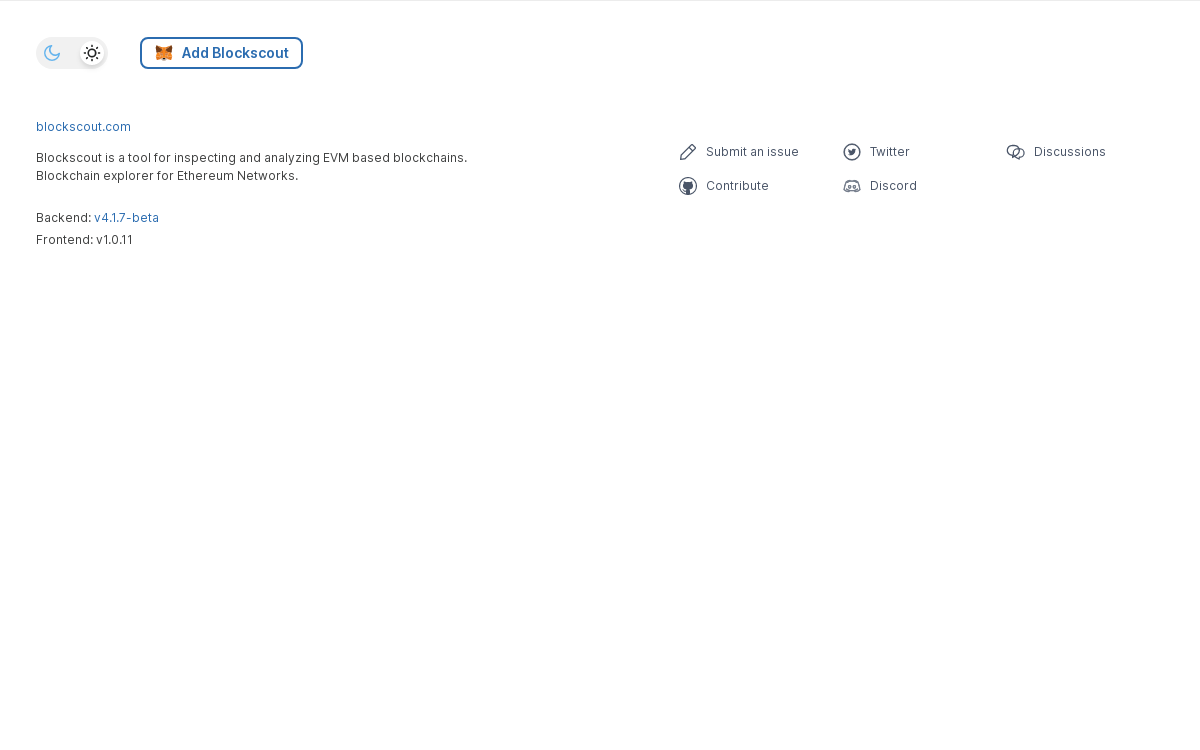 Add Blockscout
blockscout.com
Blockscout is a tool for inspecting and analyzing EVM based blockchains.
Blockchain explorer for Ethereum Networks.
Backend: v4.1.7-beta
Frontend: v1.0.11
Submit an issue
Twitter
Discussions
Contribute
Discord